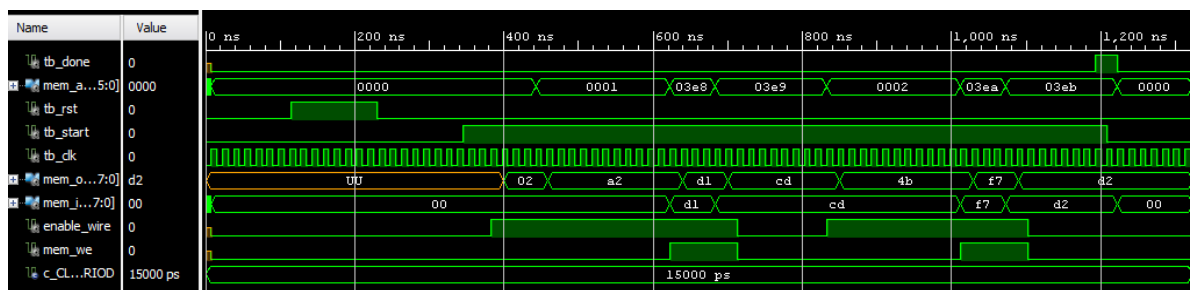 Name Value 0 ns 200 ns 400 ns 600 ns 800 ns 1,000 ns 1,200 ns
tb_done 0
mem_a...5:0] 0000 0000 0001 03e8 03e9 0002 03ea 03eb 0000
tb_rst 0
tb_start 0
tb_clk 0
mem_o...7:0] d2 UU 02 a2 d1 cd 4b f7 d2
mem_i...7:0] 00 00 d1 cd f7 d2 00
enable_wire 0
mem_we 0
c_CL...RIOD 15000 ps 15000 ps